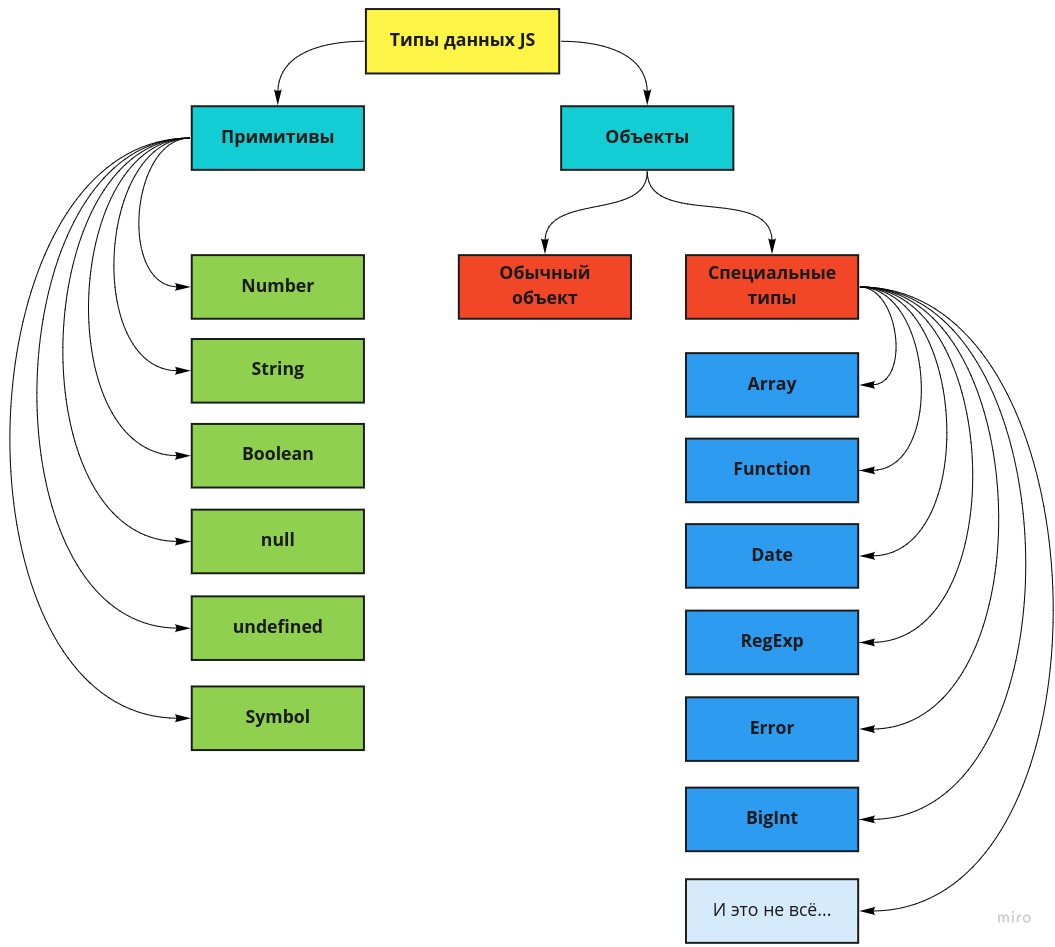 Типы данных JS
Примитивы
Объекты
Number
String
Boolean
null
undefined
Symbol
Обычный
объект
Специальные
типы
Array
Function
Date
RegExp
Error
BigInt
И это не всё...
miro